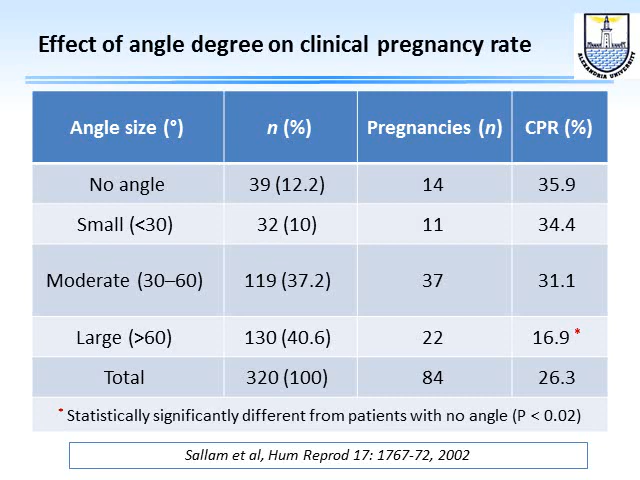 Effect of angle degree on clinical pregnancy rate
ALEXANDRIA UNIVERSITY
Angle size (°) n (%) Pregnancies (n) CPR (%)
No angle 39 (12.2) 14 35.9
Small (<30) 32 (10) 11 34.4
Moderate (30–60) 119 (37.2) 37 31.1
Large (>60) 130 (40.6) 22 16.9 *
Total 320 (100) 84 26.3
* Statistically significantly different from patients with no angle (P < 0.02)
Sallam et al, Hum Reprod 17: 1767-72, 2002